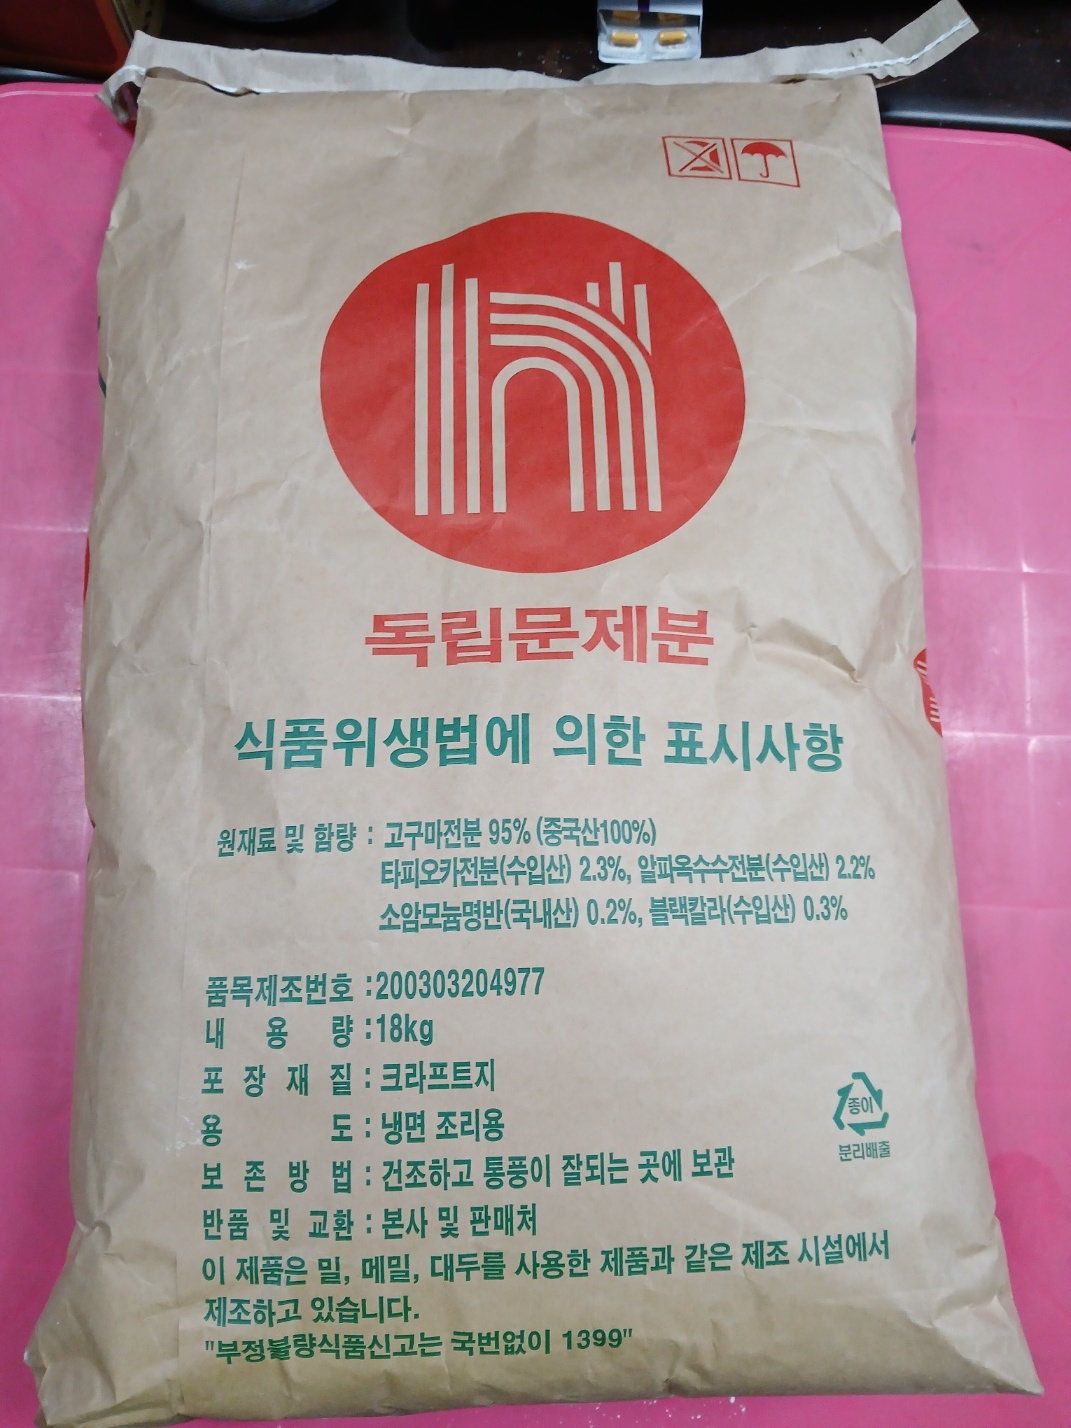 독립문제분
식품위생법에 의한 표시사항
원재료 및 함량 : 고구마전분 95% (중국산100%)
타피오카전분(수입산) 2.3%, 알파옥수수전분(수입산) 2.2%
소암모늄명반(국내산) 0.2%, 블랙칼라(수입산) 0.3%
품목제조번호 :200303204977
내 용 량 :18kg
포 장 재 질 : 크라프트지
용 도 : 냉면 조리용
종이
분리배출
보 존 방 법 : 건조하고 통풍이 잘되는 곳에 보관
반품 및 교환 : 본사 및 판매처
이 제품은 밀, 메밀, 대두를 사용한 제품과 같은 제조 시설에서
제조하고 있습니다.
"부정불량식품신고는 국번없이 1399"